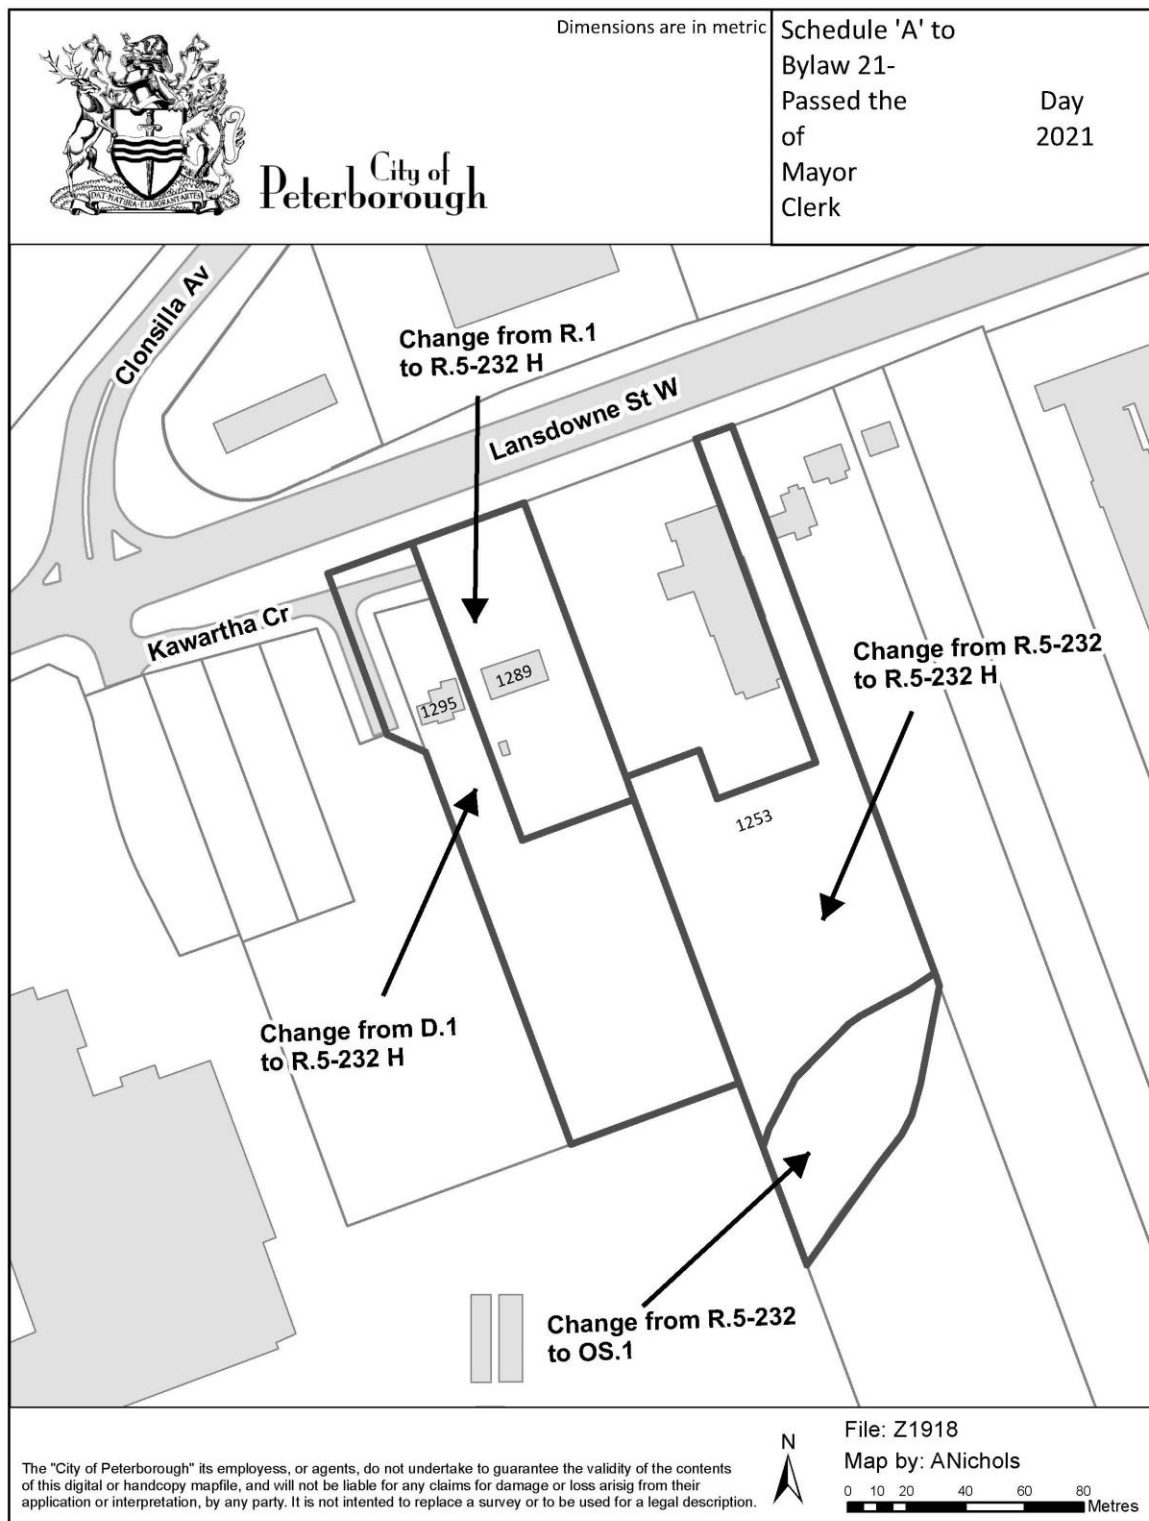 Dimensions are in metric
Schedule 'A' to
Bylaw 21-
Passed the Day
of 2021
Mayor
Clerk
DAT·NATURA·ELABORANT·ARTES
City of
Peterborough
Clonsilla Av
Change from R.1
to R.5-232 H
Lansdowne St W
Kawartha Cr
Change from R.5-232
to R.5-232 H
1289
1295
1253
Change from D.1
to R.5-232 H
Change from R.5-232
to OS.1
The "City of Peterborough" its employess, or agents, do not undertake to guarantee the validity of the contents
of this digital or handcopy mapfile, and will not be liable for any claims for damage or loss arisig from their
application or interpretation, by any party. It is not intended to replace a survey or to be used for a legal description.
N
File: Z1918
Map by: ANichols
0 10 20 40 60 80
Metres